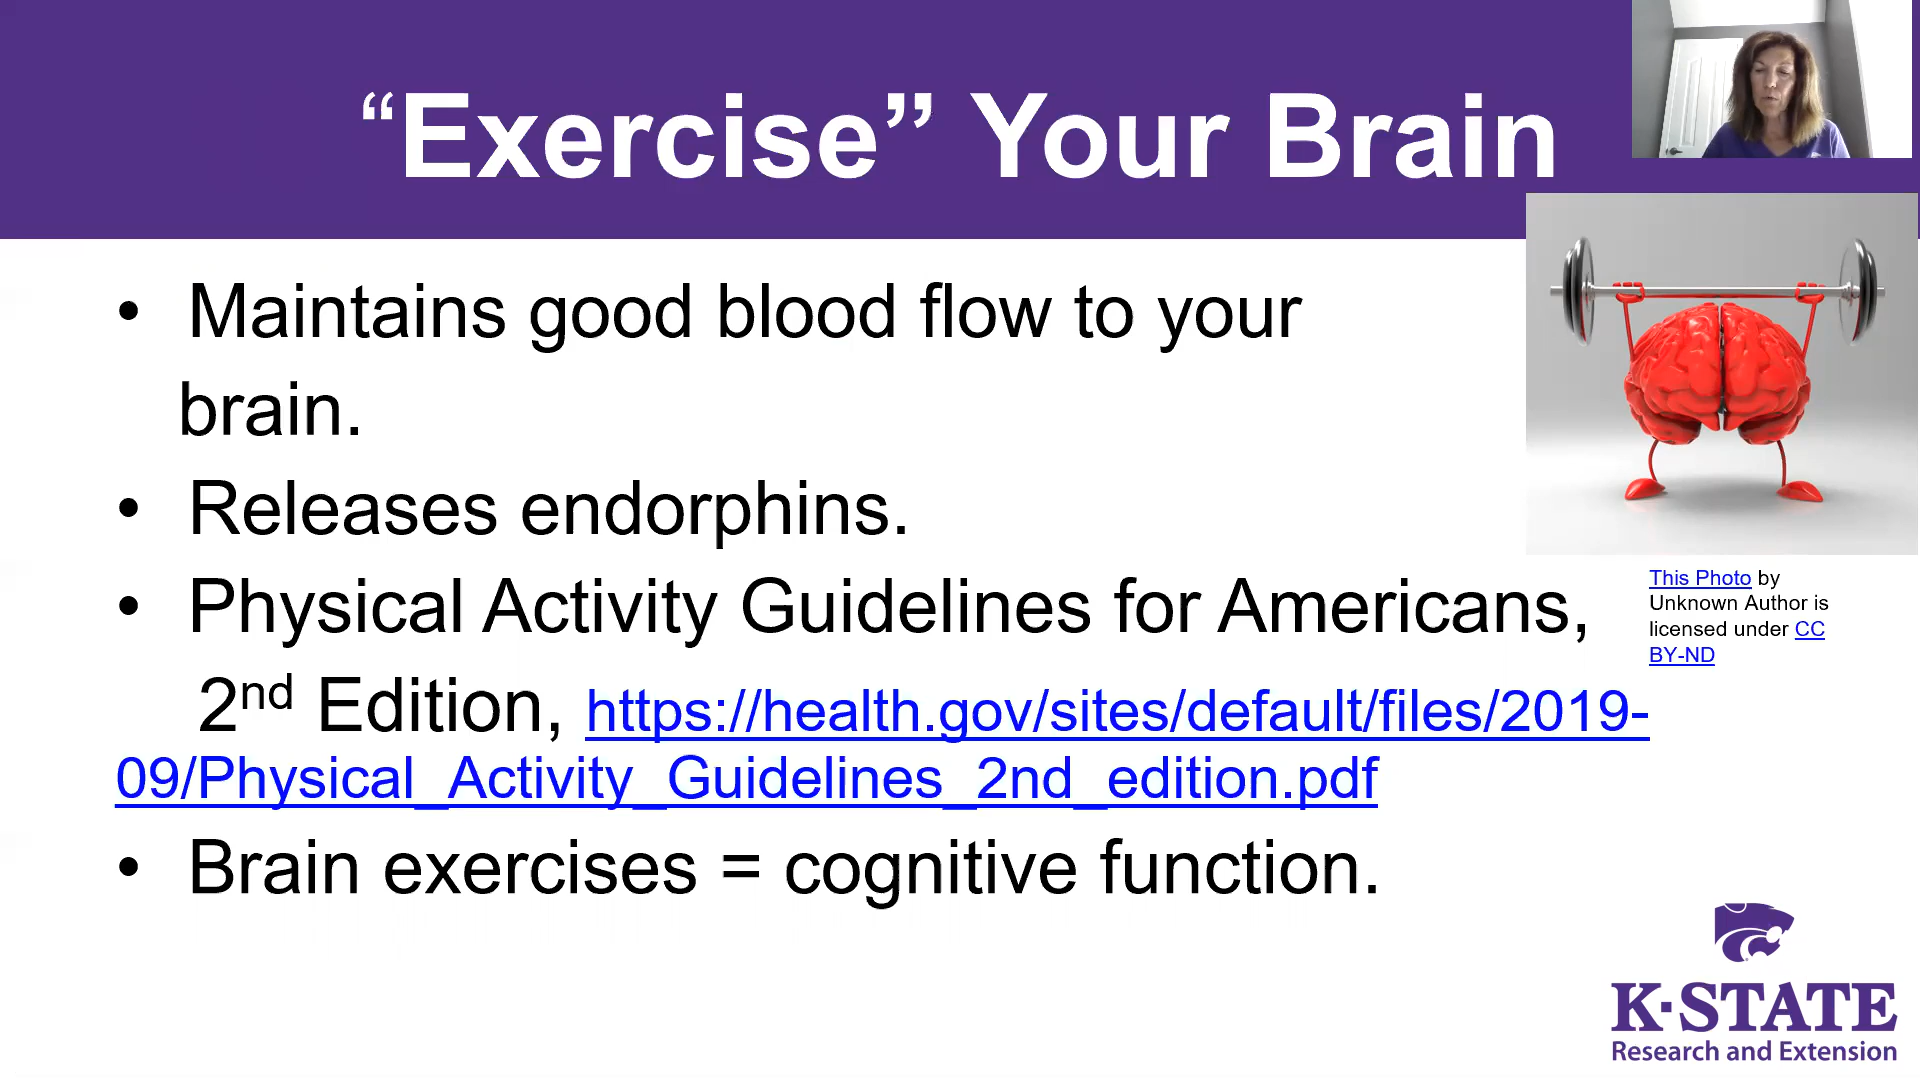 “Exercise” Your Brain
• Maintains good blood flow to your
brain.
• Releases endorphins.
• Physical Activity Guidelines for Americans,
2nd Edition, https://health.gov/sites/default/files/2019-
09/Physical_Activity_Guidelines_2nd_edition.pdf
• Brain exercises = cognitive function.
This Photo by
Unknown Author is
licensed under CC
BY-ND
K-STATE
Research and Extension